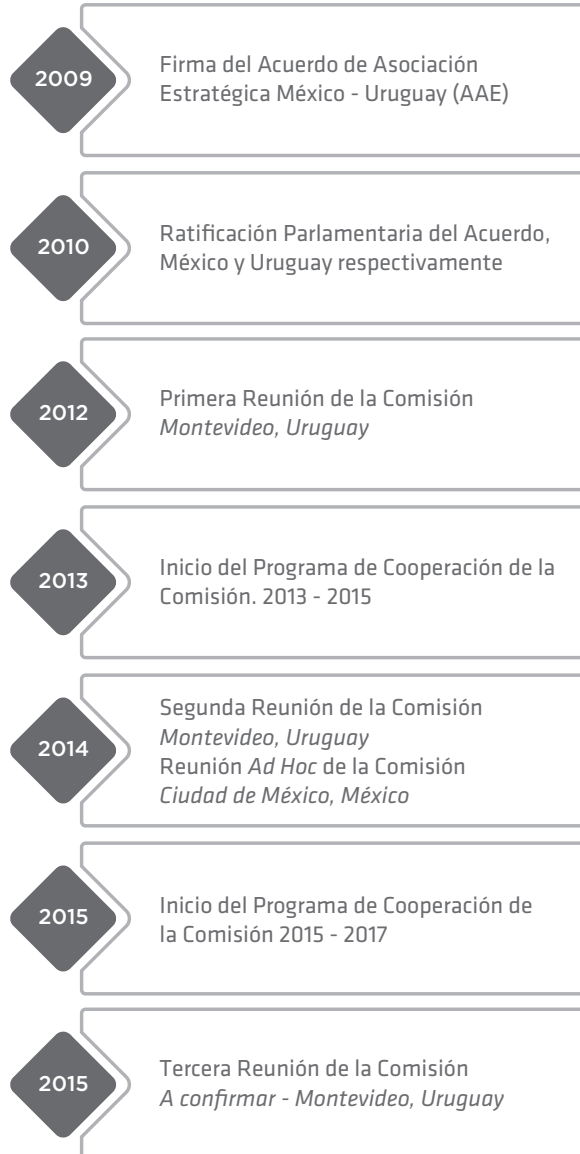 2009
Firma del Acuerdo de Asociación
Estratégica México - Uruguay (AAE)
2010
Ratificación Parlamentaria del Acuerdo,
México y Uruguay respectivamente
2012
Primera Reunión de la Comisión
Montevideo, Uruguay
2013
Inicio del Programa de Cooperación de la
Comisión. 2013 - 2015
2014
Segunda Reunión de la Comisión
Montevideo, Uruguay
Reunión Ad Hoc de la Comisión
Ciudad de México, México
2015
Inicio del Programa de Cooperación de
la Comisión 2015 - 2017
2015
Tercera Reunión de la Comisión
A confirmar - Montevideo, Uruguay